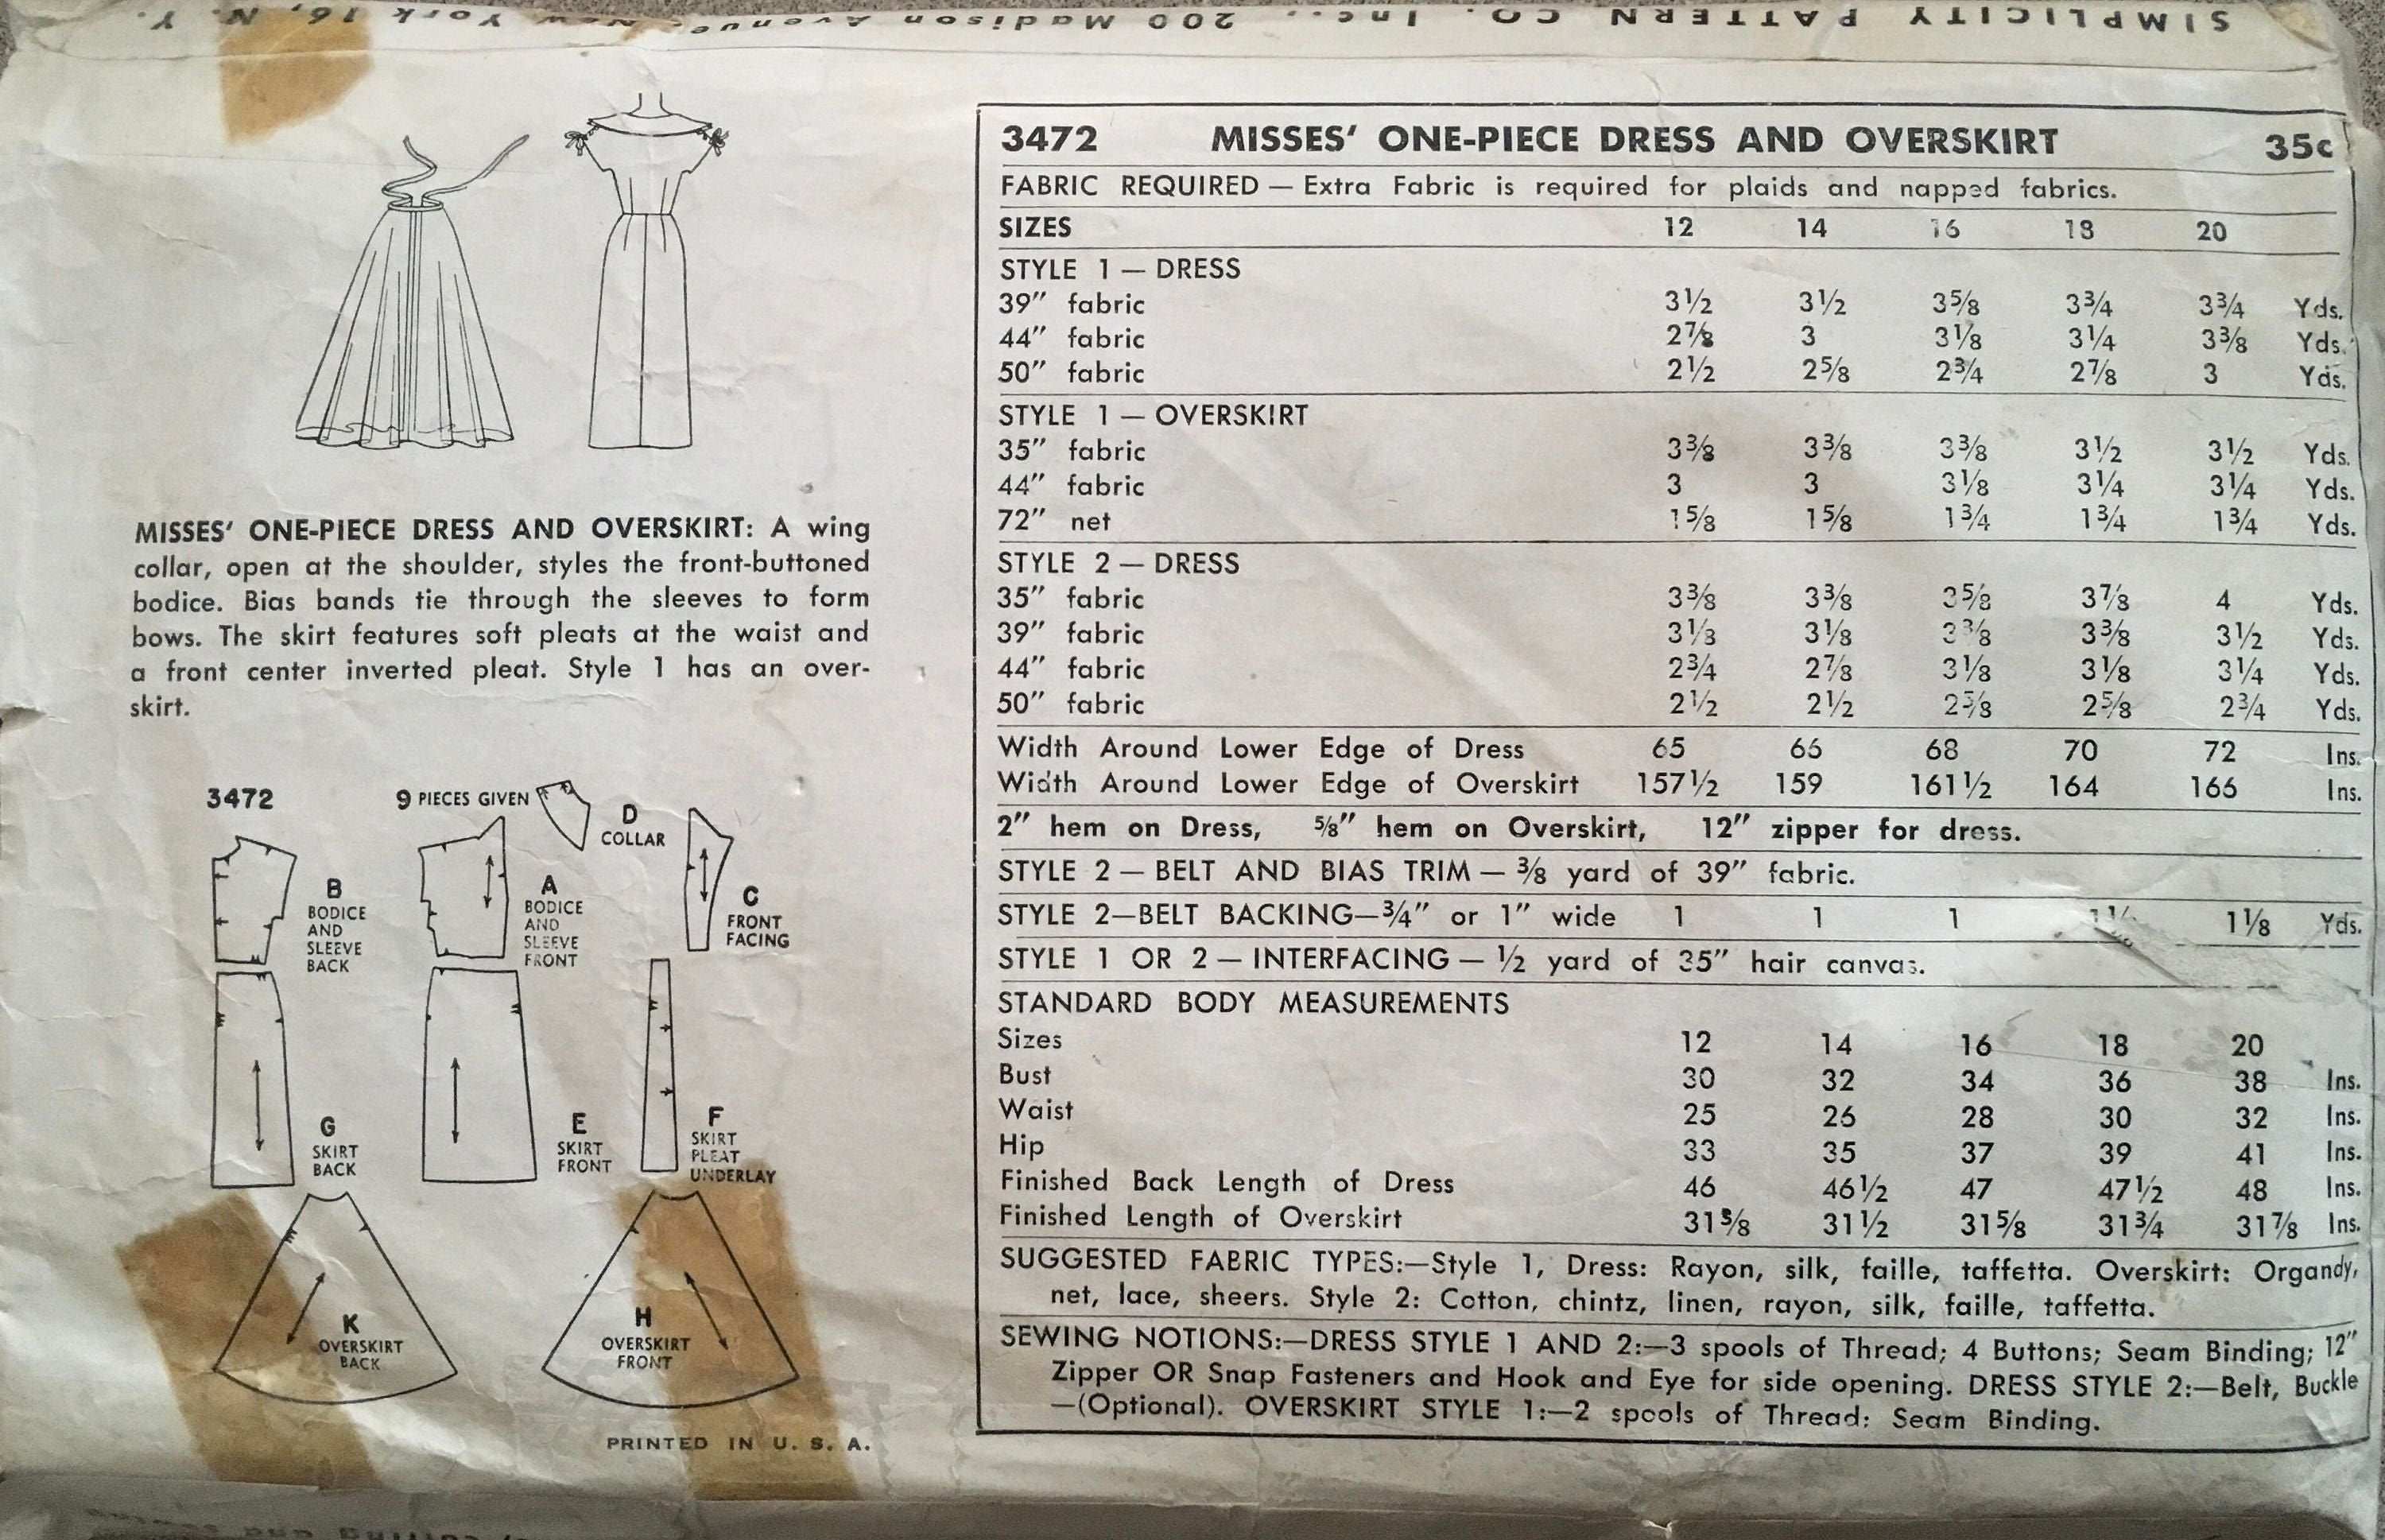 SIMPLICITY PATTERN CO. Inc., 200 Madison Avenue, New York 16, N. Y.
MISSES' ONE-PIECE DRESS AND OVERSKIRT: A wing
collar, open at the shoulder, styles the front-buttoned
bodice. Bias bands tie through the sleeves to form
bows. The skirt features soft pleats at the waist and
a front center inverted pleat. Style 1 has an over-
skirt.
3472
9 PIECES GIVEN
D
COLLAR
B
BODICE
AND
SLEEVE
BACK
A
BODICE
AND
SLEEVE
FRONT
C
FRONT
FACING
G
SKIRT
BACK
E
SKIRT
FRONT
F
SKIRT
PLEAT
UNDERLAY
K
OVERSKIRT
BACK
H
OVERSKIRT
FRONT
PRINTED IN U. S. A.
3472 MISSES' ONE-PIECE DRESS AND OVERSKIRT 35c
FABRIC REQUIRED — Extra Fabric is required for plaids and napped fabrics.
SIZES 12 14 16 18 20
STYLE 1 — DRESS
39" fabric 3½ 3½ 3⅝ 3¾ 3¾ Yds.
44" fabric 2⅞ 3 3⅛ 3¼ 3⅜ Yds.
50" fabric 2½ 2⅝ 2¾ 2⅞ 3 Yds.
STYLE 1 — OVERSKIRT
35" fabric 3⅜ 3⅜ 3⅜ 3½ 3½ Yds.
44" fabric 3 3 3⅛ 3¼ 3¼ Yds.
72" net 1⅝ 1⅝ 1¾ 1¾ 1¾ Yds.
STYLE 2 — DRESS
35" fabric 3⅜ 3⅜ 3⅝ 3⅞ 4 Yds.
39" fabric 3⅛ 3⅛ 3⅜ 3⅜ 3½ Yds.
44" fabric 2¾ 2⅞ 3⅛ 3⅛ 3¼ Yds.
50" fabric 2½ 2½ 2⅝ 2⅝ 2¾ Yds.
Width Around Lower Edge of Dress 65 66 68 70 72 Ins.
Width Around Lower Edge of Overskirt 157½ 159 161½ 164 166 Ins.
2" hem on Dress, ⅝" hem on Overskirt, 12" zipper for dress.
STYLE 2 — BELT AND BIAS TRIM — ⅜ yard of 39" fabric.
STYLE 2—BELT BACKING—¾" or 1" wide 1 1 1 1⅛ Yds.
STYLE 1 OR 2 — INTERFACING — ½ yard of 35" hair canvas.
STANDARD BODY MEASUREMENTS
Sizes 12 14 16 18 20
Bust 30 32 34 36 38 Ins.
Waist 25 26 28 30 32 Ins.
Hip 33 35 37 39 41 Ins.
Finished Back Length of Dress 46 46½ 47 47½ 48 Ins.
Finished Length of Overskirt 31⅜ 31½ 31⅝ 31¾ 31⅞ Ins.
SUGGESTED FABRIC TYPES:—Style 1, Dress: Rayon, silk, faille, taffetta. Overskirt: Organdy,
net, lace, sheers. Style 2: Cotton, chintz, linen, rayon, silk, faille, taffetta.
SEWING NOTIONS:—DRESS STYLE 1 AND 2:—3 spools of Thread; 4 Buttons; Seam Binding; 12"
Zipper OR Snap Fasteners and Hook and Eye for side opening. DRESS STYLE 2:—Belt, Buckle
—(Optional). OVERSKIRT STYLE 1:—2 spools of Thread: Seam Binding.